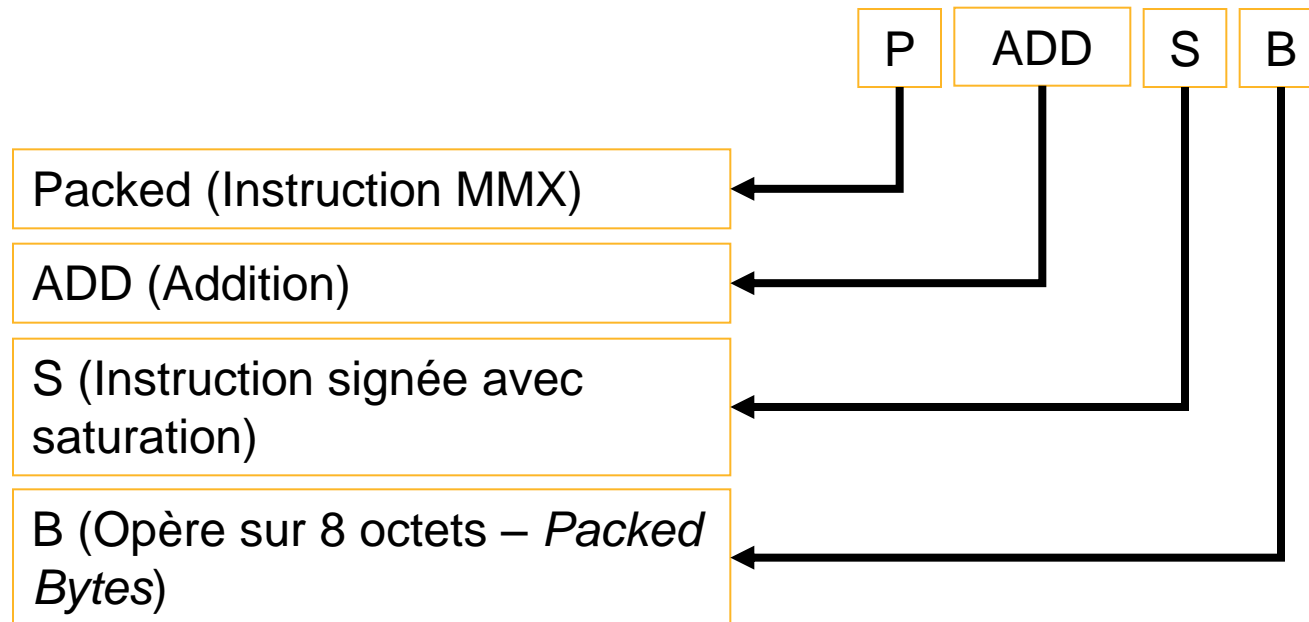 P ADD S B
Packed (Instruction MMX)
ADD (Addition)
S (Instruction signée avec
saturation)
B (Opère sur 8 octets – Packed
Bytes)